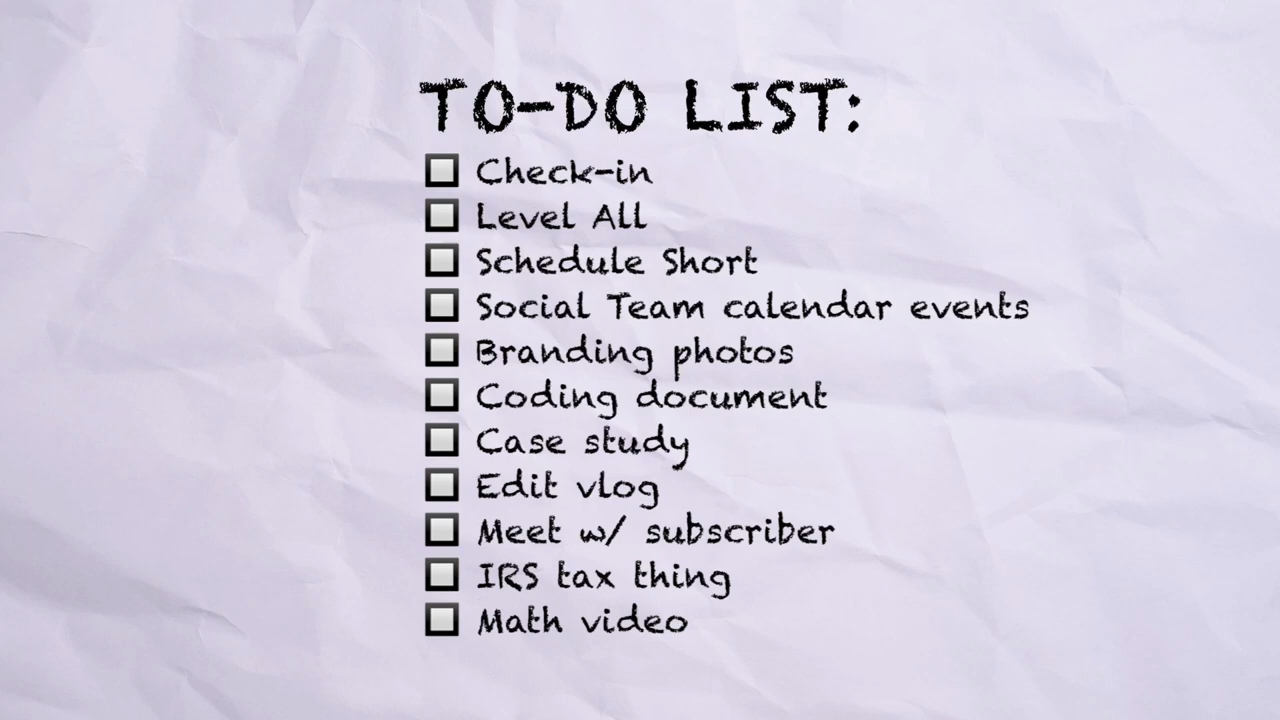 TO-DO LIST:
Check-in
Level All
Schedule Short
Social Team calendar events
Branding photos
Coding document
Case study
Edit vlog
Meet w/ subscriber
IRS tax thing
Math video